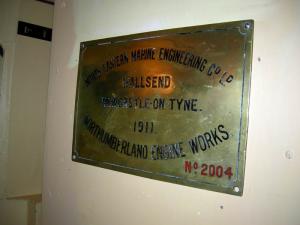 NORTH EASTERN MARINE ENGINEERING Co. LD.
WALLSEND
NEWCASTLE-ON TYNE.
1911.
NORTHUMBERLAND ENGINE WORKS
No 2004